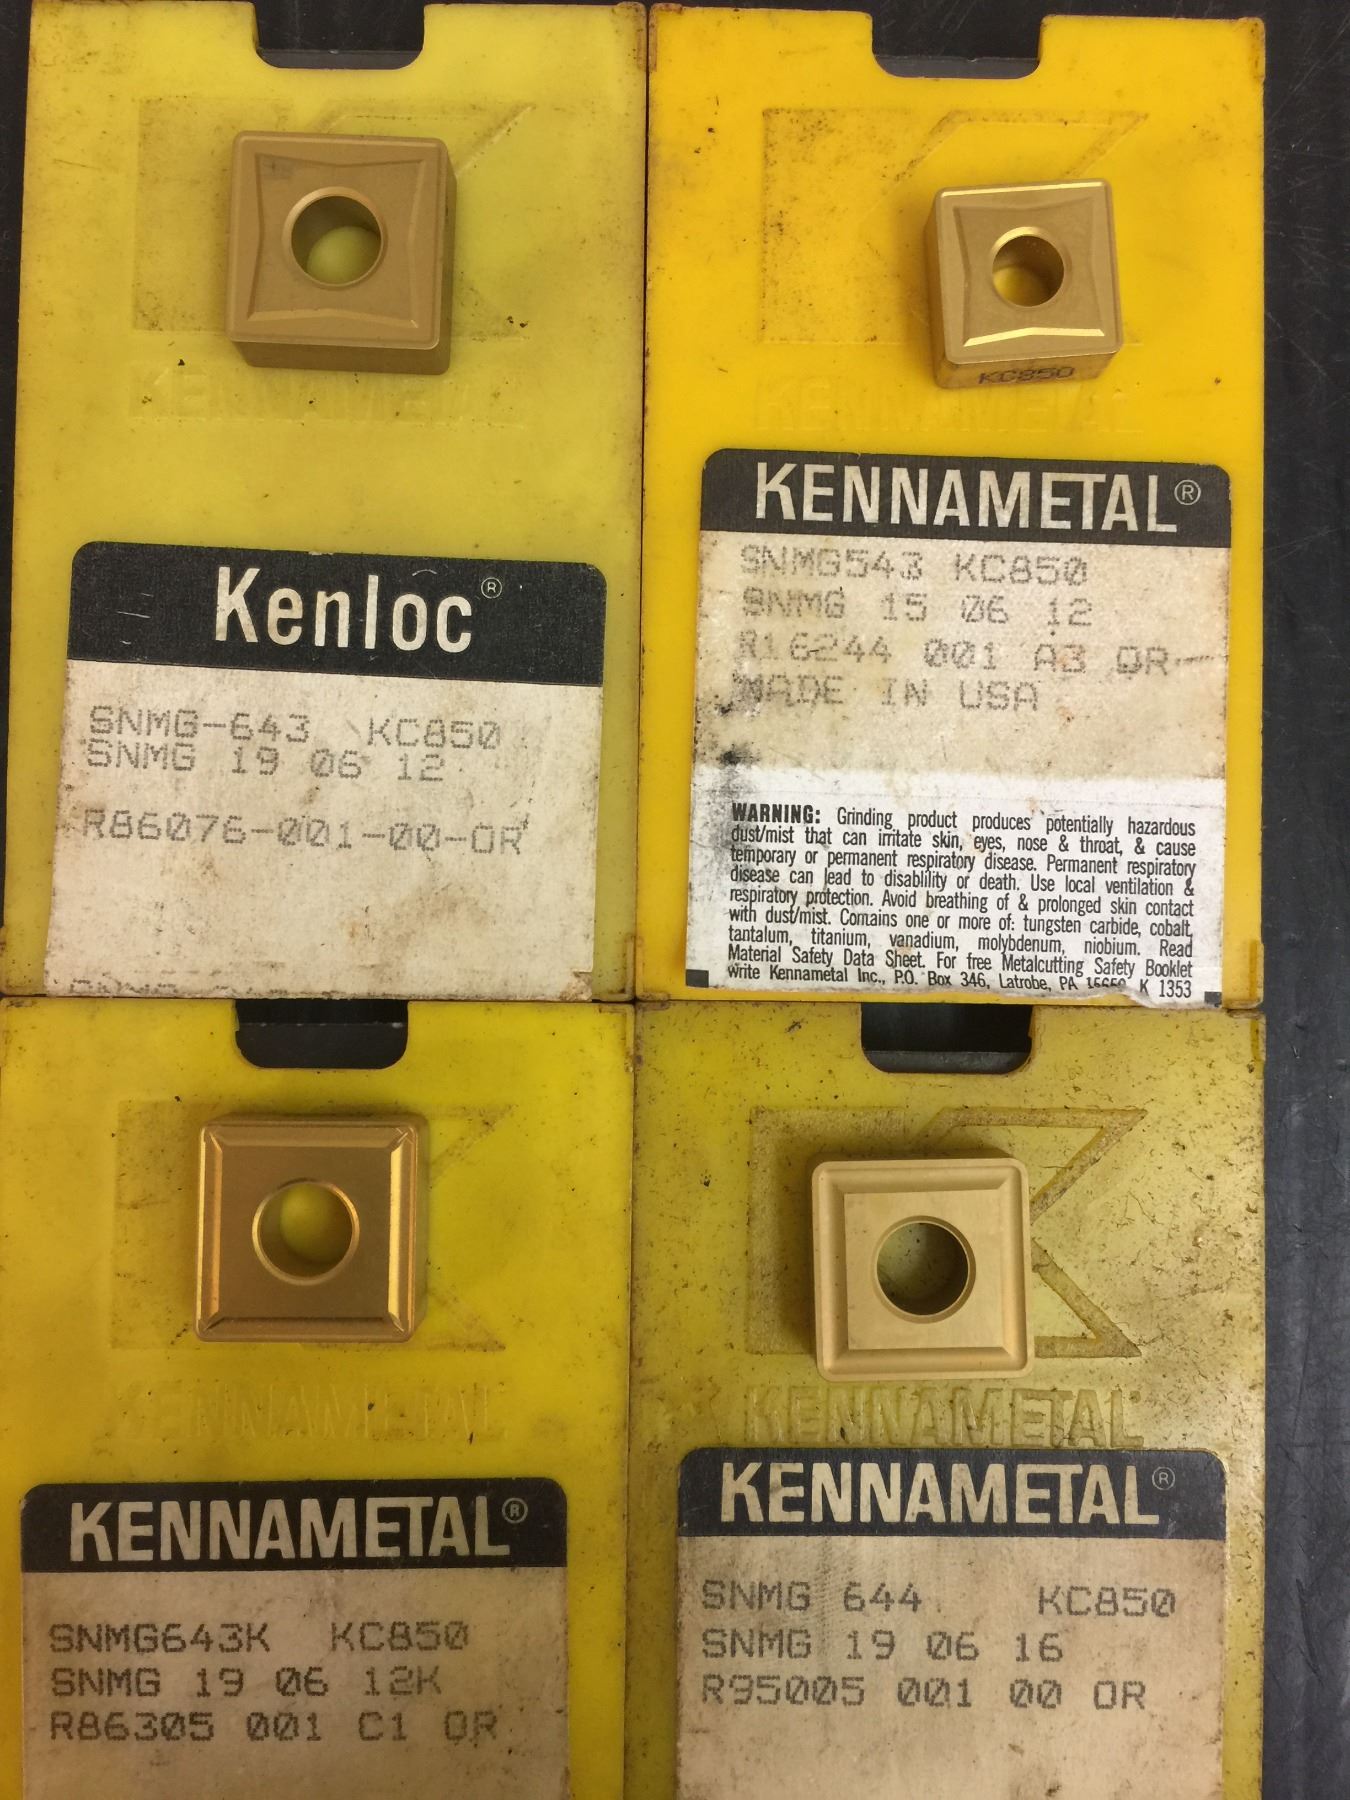 KENNAMETAL
Kenloc®
SNMG-643 KC850
SNMG 19 06 12
R86076-001-00-OR
KC850
KENNAMETAL
KENNAMETAL®
SNMG543 KC850
SNMG 15 06 12
R16244 001 A3 OR
MADE IN USA
WARNING: Grinding product produces potentially hazardous
dust/mist that can irritate skin, eyes, nose & throat, & cause
temporary or permanent respiratory disease. Permanent respiratory
disease can lead to disablility or death. Use local ventilation &
respiratory protection. Avoid breathing of & prolonged skin contact
with dust/mist. Contains one or more of: tungsten carbide, cobalt,
tantalum, titanium, vanadium, molybdenum, niobium. Read
Material Safety Data Sheet. For free Metalcutting Safety Booklet
write Kennametal Inc., P.O. Box 346, Latrobe, PA K 1353
KENNAMETAL
KENNAMETAL®
SNMG643K KC850
SNMG 19 06 12K
R86305 001 C1 OR
KENNAMETAL
KENNAMETAL®
SNMG 644 KC850
SNMG 19 06 16
R95005 001 00 OR